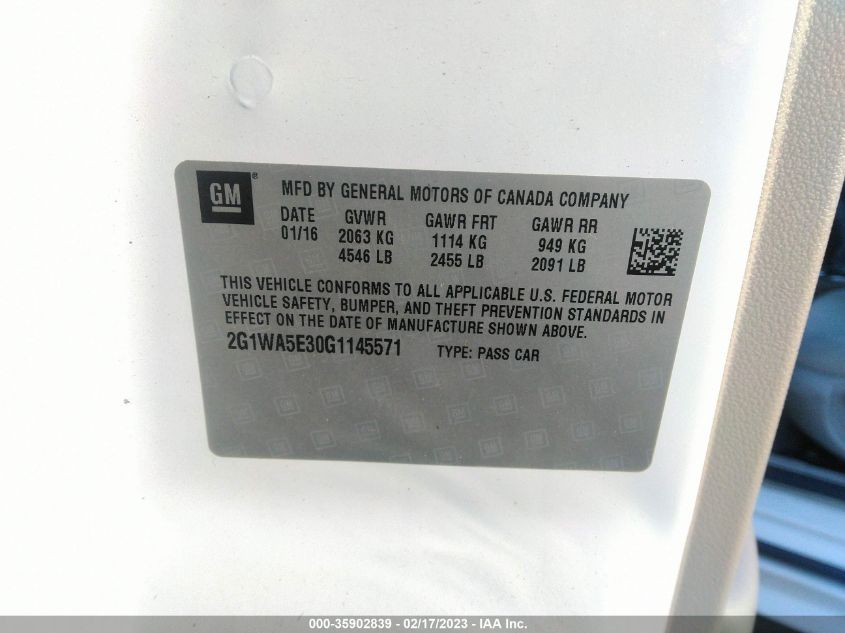 GM ®
MFD BY GENERAL MOTORS OF CANADA COMPANY
DATE GVWR GAWR FRT GAWR RR
01/16 2063 KG 1114 KG 949 KG
4546 LB 2455 LB 2091 LB
THIS VEHICLE CONFORMS TO ALL APPLICABLE U.S. FEDERAL MOTOR
VEHICLE SAFETY, BUMPER, AND THEFT PREVENTION STANDARDS IN
EFFECT ON THE DATE OF MANUFACTURE SHOWN ABOVE.
2G1WA5E30G1145571 TYPE: PASS CAR
000-35902839 - 02/17/2023 - IAA Inc.